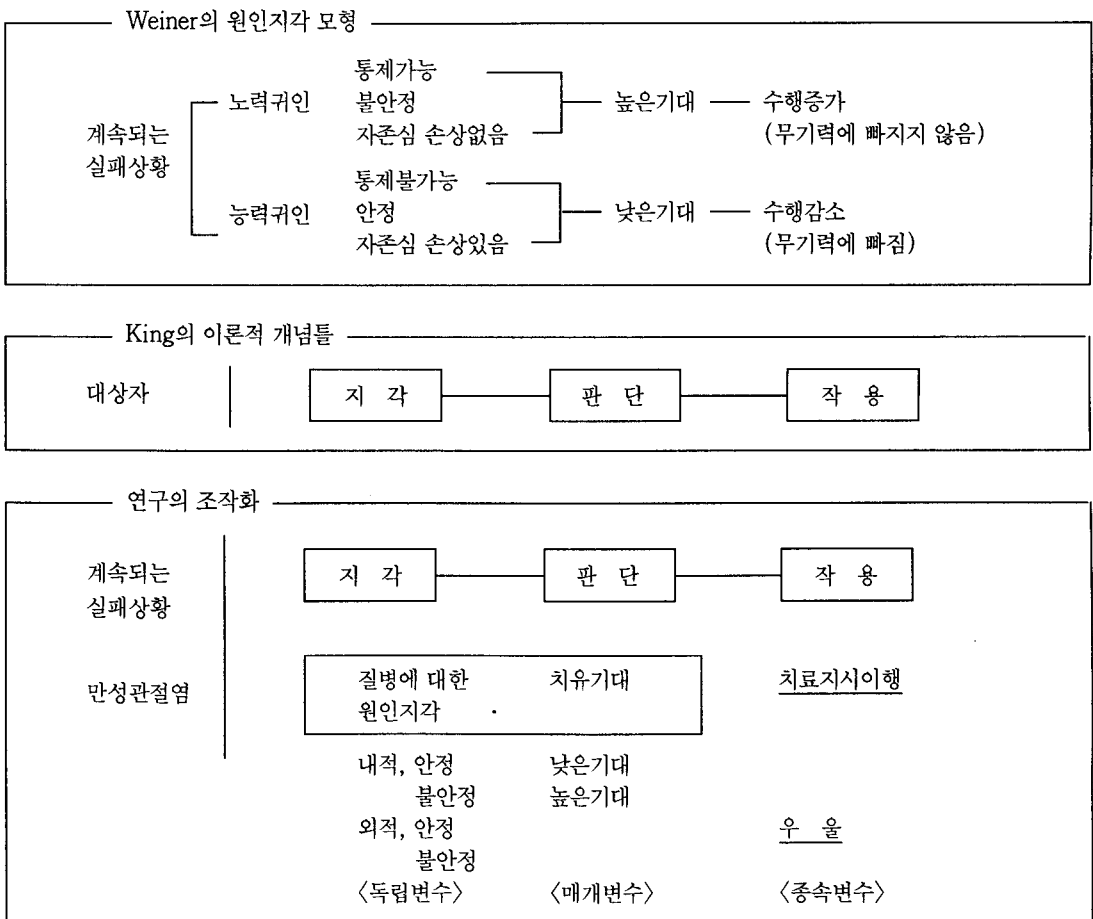 Weiner의 원인지각 모형
통제가능
노력귀인 불안정 높은기대 수행증가
계속되는 자존심 손상없음 (무기력에 빠지지 않음)
실패상황 통제불가능
능력귀인 안정 낮은기대 수행감소
자존심 손상있음 (무기력에 빠짐)
King의 이론적 개념틀
대상자 지 각 판 단 작 용
연구의 조작화
계속되는 지 각 판 단 작 용
실패상황
만성관절염 질병에 대한 치유기대 치료지시이행
원인지각
내적, 안정 낮은기대
불안정 높은기대
외적, 안정 우 울
불안정
〈독립변수〉 〈매개변수〉 〈종속변수〉